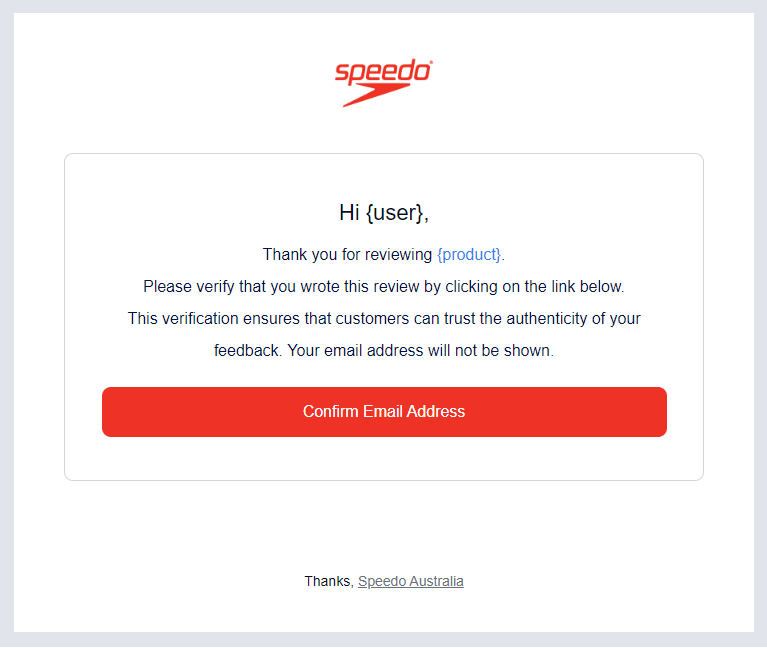 speedo
Hi {user},
Thank you for reviewing {product}.
Please verify that you wrote this review by clicking on the link below.
This verification ensures that customers can trust the authenticity of your
feedback. Your email address will not be shown.
Confirm Email Address
Thanks, Speedo Australia